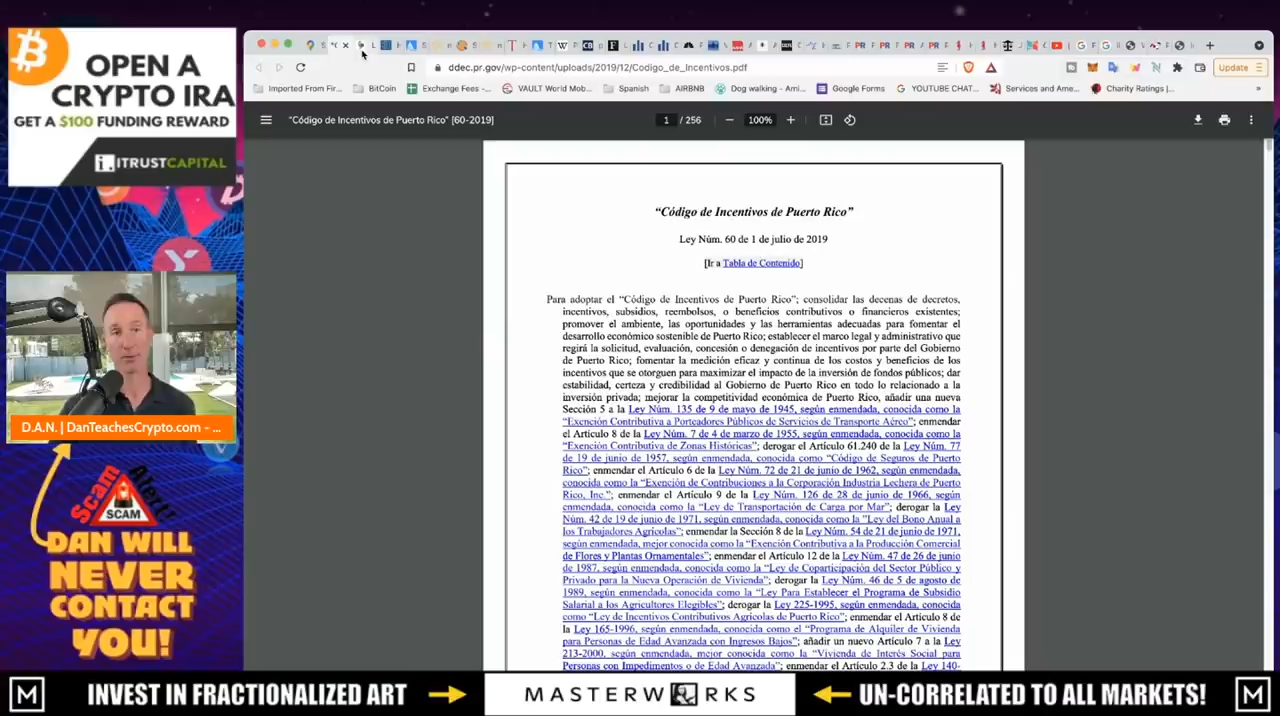 OPEN A
CRYPTO IRA
GET A $100 FUNDING REWARD
iTRUSTCAPITAL
D.A.N. | DanTeachesCrypto.com - ...
Scam
SCAM
DAN WILL
NEVER
CONTACT
YOU!
ddec.pr.gov/wp-content/uploads/2019/12/Codigo_de_Incentivos.pdf
Update
Imported From Fir...
BitCoin
Exchange Fee -...
VAULT World Mob...
Spanish
AIRBNB
Dog walking - Ami...
Google Forms
YOUTUBE CHAT...
Services and Ame...
Charity Ratings |...
»
"Código de Incentivos de Puerto Rico" [60-2019]
1 / 256
100%
“Código de Incentivos de Puerto Rico”
Ley Núm. 60 de 1 de julio de 2019
[Ir a Tabla de Contenido]
Para adoptar el “Código de Incentivos de Puerto Rico”; consolidar las decenas de decretos,
incentivos, subsidios, reembolsos, o beneficios contributivos o financieros existentes;
promover el ambiente, las oportunidades y las herramientas adecuadas para fomentar el
desarrollo económico sostenible de Puerto Rico; establecer el marco legal y administrativo que
regirá la solicitud, evaluación, concesión o denegación de incentivos por parte del Gobierno
de Puerto Rico; fomentar la medición eficaz y continua de los costos y beneficios de los
incentivos que se otorguen para maximizar el impacto de la inversión de fondos públicos; dar
estabilidad, certeza y credibilidad al Gobierno de Puerto Rico en todo lo relacionado a la
inversión privada; mejorar la competitividad económica de Puerto Rico, añadir una nueva
Sección 5 a la Ley Núm. 135 de 9 de mayo de 1945, según enmendada, conocida como la
“Exención Contributiva a Porteadores Públicos de Servicios de Transporte Aéreo”; enmendar
el Artículo 8 de la Ley Núm. 7 de 4 de marzo de 1955, según enmendada, conocida como la
“Exención Contributiva de Zonas Históricas”; derogar el Artículo 61.240 de la Ley Núm. 77
de 19 de junio de 1957, según enmendada, conocida como “Código de Seguros de Puerto
Rico”; enmendar el Artículo 6 de la Ley Núm. 72 de 21 de junio de 1962, según enmendada,
conocida como la “Exención de Contribuciones a la Corporación Industria Lechera de Puerto
Rico, Inc.”; enmendar el Artículo 9 de la Ley Núm. 126 de 28 de junio de 1966, según
enmendada, conocida como la “Ley de Transportación de Carga por Mar”; derogar la Ley
Núm. 42 de 19 de junio de 1971, según enmendada, conocida como la "Ley del Bono Anual a
los Trabajadores Agrícolas"; enmendar la Sección 8 de la Ley Núm. 54 de 21 de junio de 1971,
según enmendada, mejor conocida como la “Exención Contributiva a la Producción Comercial
de Flores y Plantas Ornamentales”; enmendar el Artículo 12 de la Ley Núm. 47 de 26 de junio
de 1987, según enmendada, conocida como la “Ley de Coparticipación del Sector Público y
Privado para la Nueva Operación de Vivienda”; derogar la Ley Núm. 46 de 5 de agosto de
1989, según enmendada, conocida como la “Ley Para Establecer el Programa de Subsidio
Salarial a los Agricultores Elegibles”; derogar la Ley 225-1995, según enmendada, conocida
como “Ley de Incentivos Contributivos Agrícolas de Puerto Rico”; enmendar el Artículo 8 de
la Ley 165-1996, según enmendada, conocida como el “Programa de Alquiler de Vivienda
para Personas de Edad Avanzada con Ingresos Bajos”; añadir un nuevo Artículo 7 a la Ley
213-2000, según enmendada, mejor conocida como la “Vivienda de Interés Social para
Personas con Impedimentos o de Edad Avanzada”; enmendar el Artículo 2.3 de la Ley 140-
INVEST IN FRACTIONALIZED ART
MASTERWORKS
UN-CORRELATED TO ALL MARKETS!